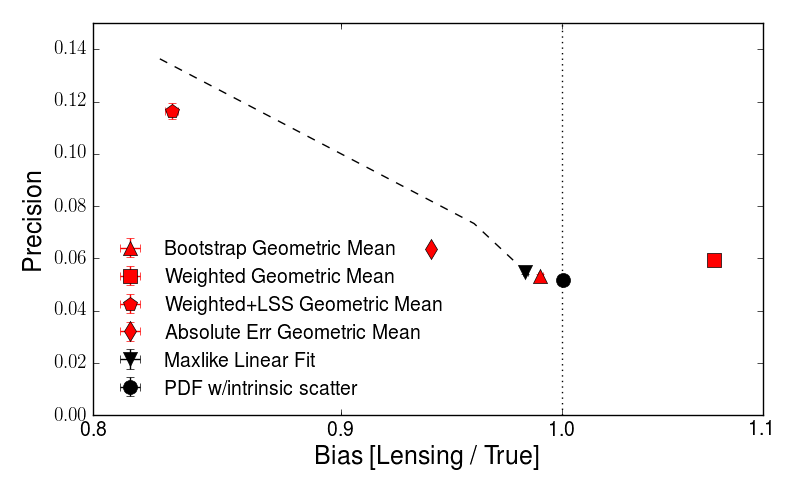 0.14
0.12
0.10
0.08
0.06
0.04
0.02
0.00
Precision
Bootstrap Geometric Mean
Weighted Geometric Mean
Weighted+LSS Geometric Mean
Absolute Err Geometric Mean
Maxlike Linear Fit
PDF w/intrinsic scatter
0.8 0.9 1.0 1.1
Bias [Lensing / True]